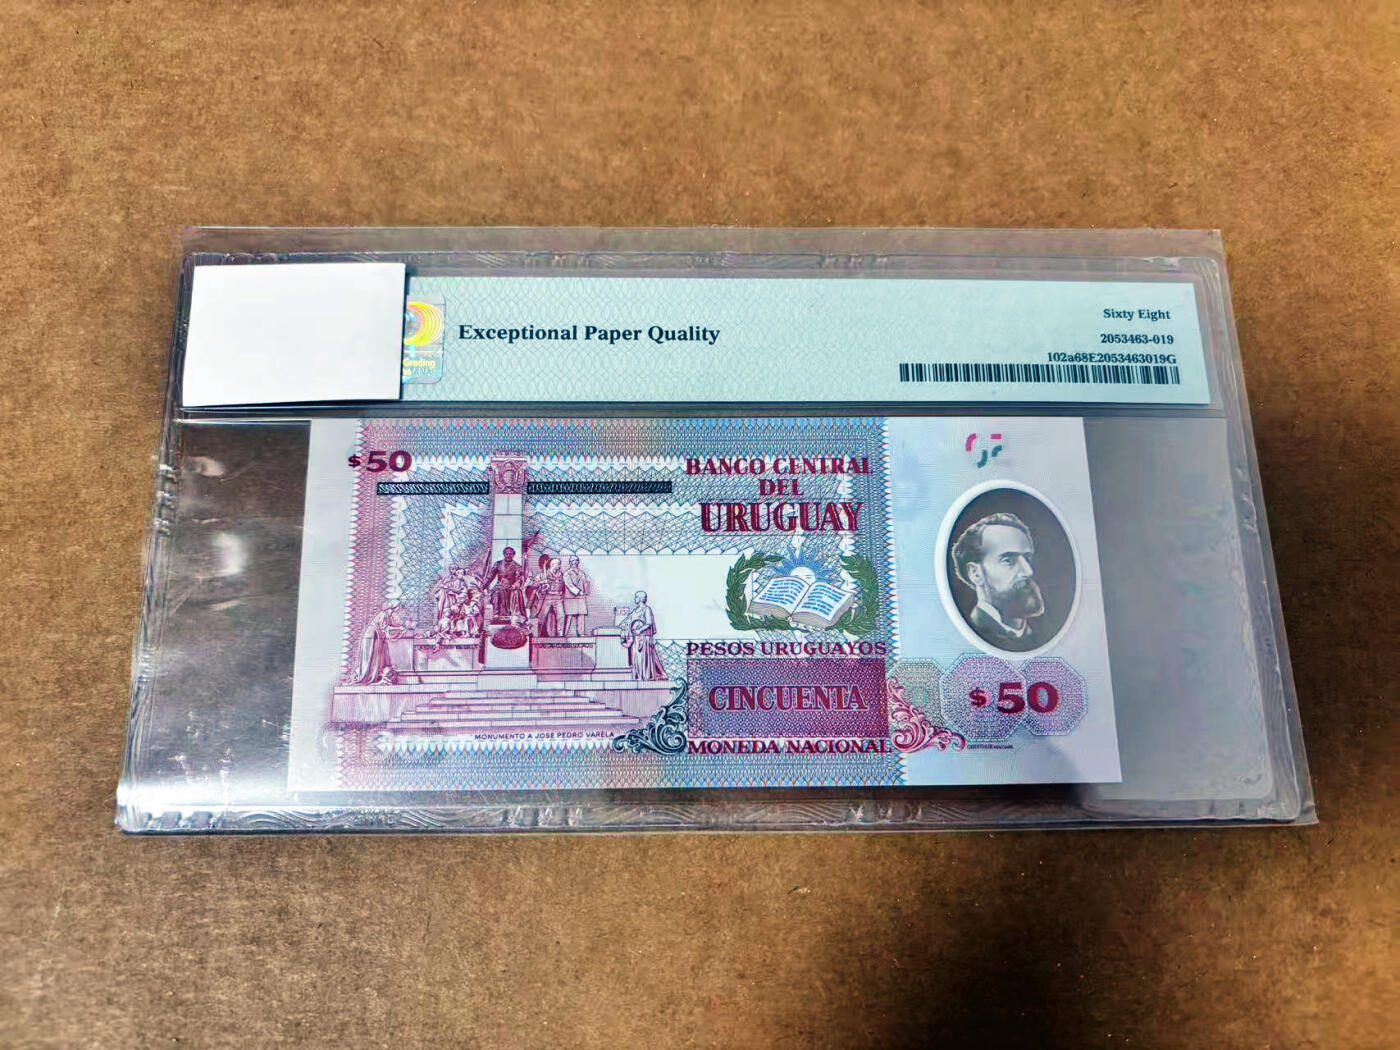 Exceptional Paper Quality
Sixty Eight
2053463-019
102a68E2053463019G
Grading
$50
BANCO CENTRAL
DEL
URUGUAY
PESOS URUGUAYOS
CINCUENTA
MONEDA NACIONAL
$50
MONUMENTO A JOSE PEDRO VARELA